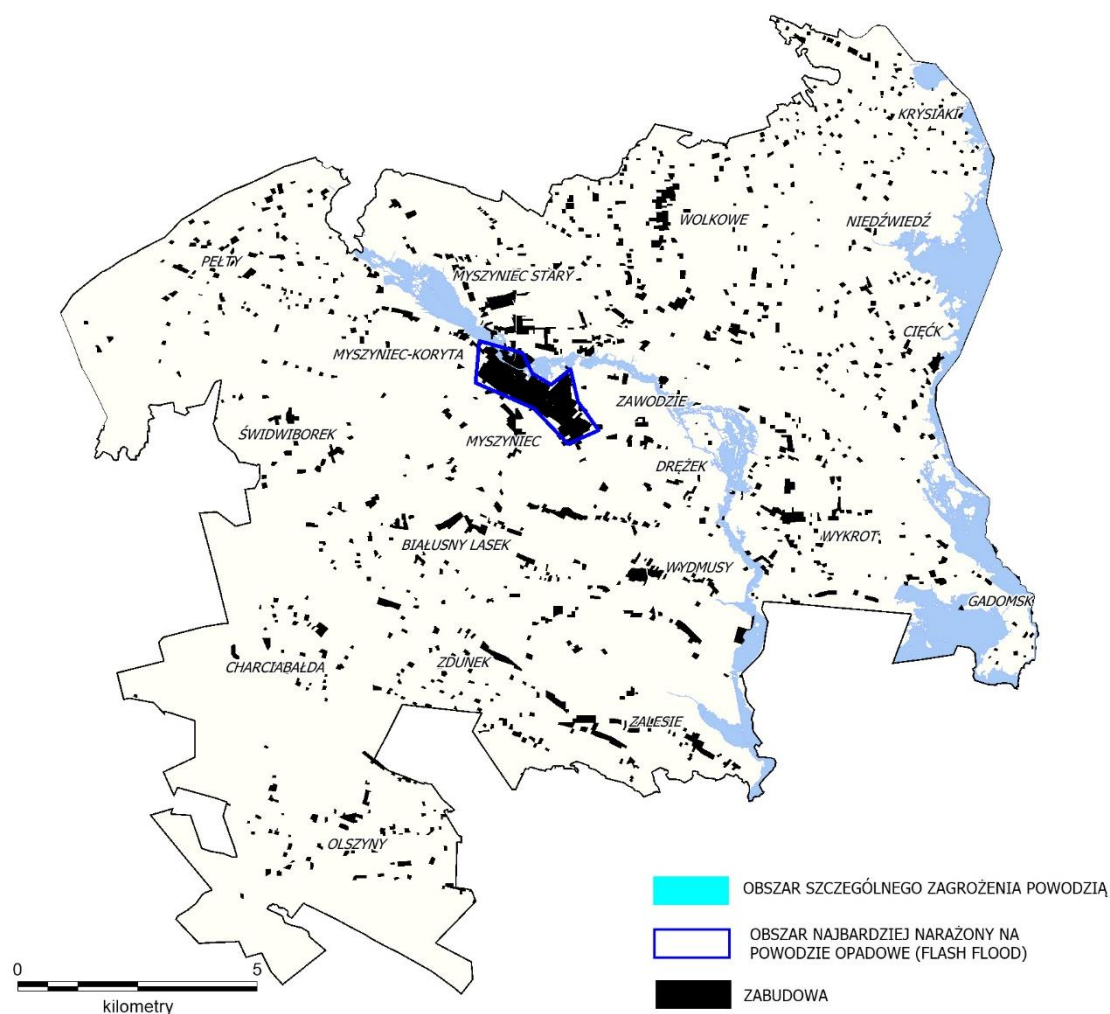 KRYSIAKI
WOLKOWE
NIEDŹWIEDŹ
PEŁTY
MYSZYNIEC STARY
CIĘĆK
MYSZYNIEC-KORYTA
ZAWODZIE
ŚWIDWIBOREK
MYSZYNIEC
DRĘŻEK
WYKROT
BIAŁUSNY LASEK
WYDMUSY
GADOMSK
ZDUNEK
CHARCIABAŁDA
ZALESIE
OLSZYNY
OBSZAR SZCZEGÓLNEGO ZAGROŻENIA POWODZIĄ
OBSZAR NAJBARDZIEJ NARAŻONY NA
POWODZIE OPADOWE (FLASH FLOOD)
ZABUDOWA
0 5
kilometry